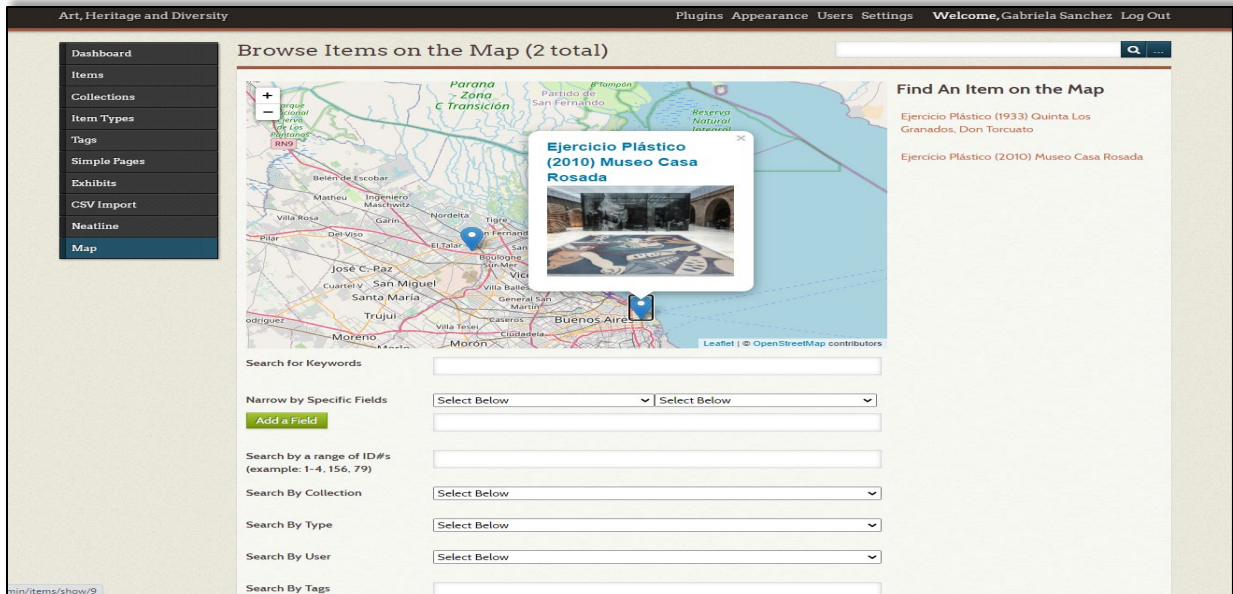 Art, Heritage and Diversity
Plugins Appearance Users Settings Welcome, Gabriela Sanchez Log Out
Dashboard
Items
Collections
Item Types
Tags
Simple Pages
Exhibits
CSV Import
Neatline
Map
Browse Items on the Map (2 total)
...
+
−
Paraná
- Zona
C Transición
Partido de
San Fernando
Reserva
Natural
Integral
RN9
Belén de Escobar
Matheu
Ingeniero
Maschwitz
Villa Rosa
Garín
Nordelta
Tigre
Pilar
Del Viso
El Talar
Boulogne
Sur Mer
José C. Paz
Cuartel V
San Miguel
Villa Balles
Santa María
General San
Martín
Trujui
Caseros
Buenos Aires
Villa Tesei
Ciudadela
Moreno
Morón
Ejercicio Plástico
(2010) Museo Casa
Rosada
×
Leaflet | © OpenStreetMap contributors
Find An Item on the Map
Ejercicio Plástico (1933) Quinta Los
Granados, Don Torcuato
Ejercicio Plástico (2010) Museo Casa Rosada
Search for Keywords
Narrow by Specific Fields
Select Below
Select Below
Add a Field
Search by a range of ID#s
(example: 1-4, 156, 79)
Search By Collection
Select Below
Search By Type
Select Below
Search By User
Select Below
Search By Tags
min/items/show/9